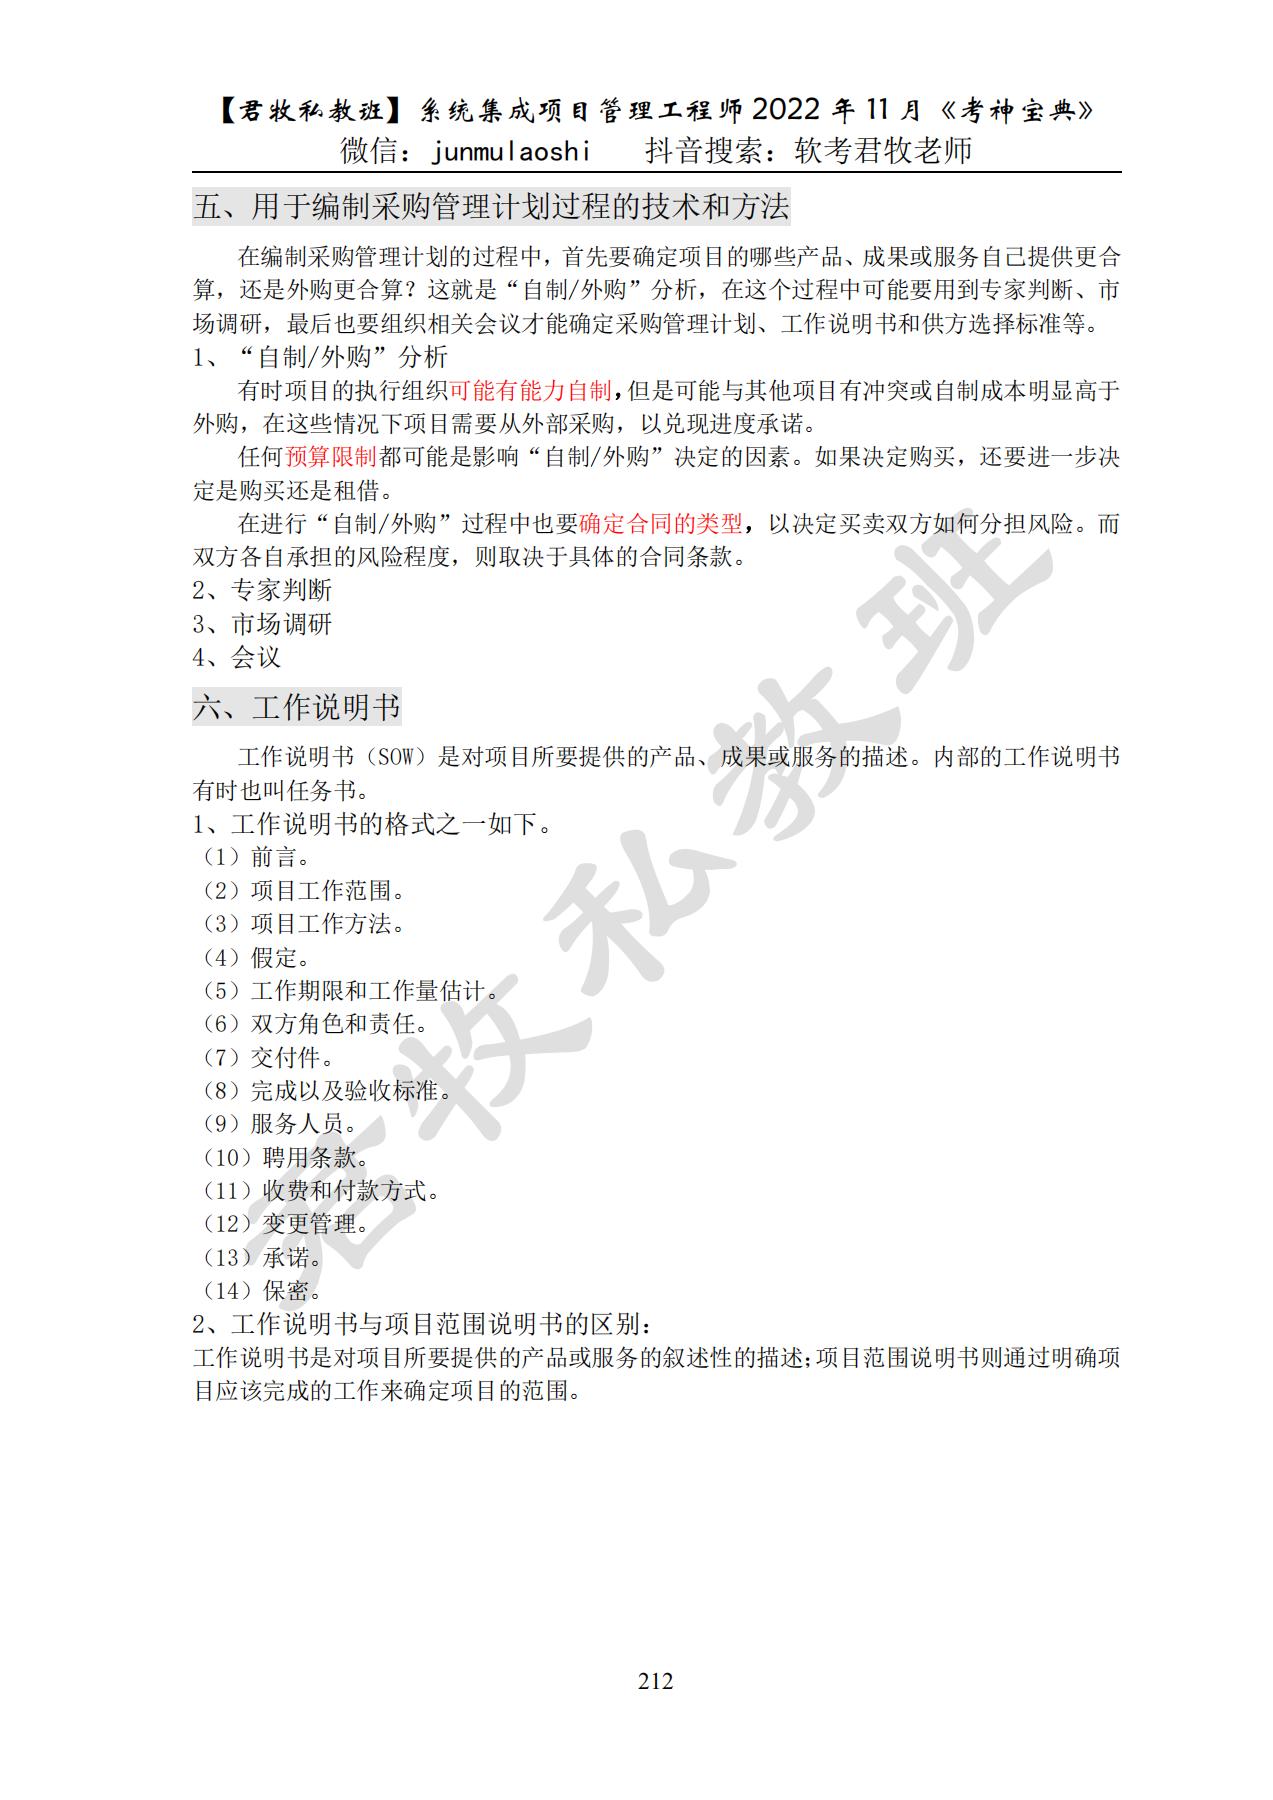 【君牧私教班】系统集成项目管理工程师 2022 年 11 月《考神宝典》
微信：junmulaoshi 抖音搜索：软考君牧老师
五、用于编制采购管理计划过程的技术和方法
在编制采购管理计划的过程中，首先要确定项目的哪些产品、成果或服务自己提供更合
算，还是外购更合算？这就是“自制/外购”分析，在这个过程中可能要用到专家判断、市
场调研，最后也要组织相关会议才能确定采购管理计划、工作说明书和供方选择标准等。
1、“自制/外购”分析
有时项目的执行组织可能有能力自制，但是可能与其他项目有冲突或自制成本明显高于
外购，在这些情况下项目需要从外部采购，以兑现进度承诺。
任何预算限制都可能是影响“自制/外购”决定的因素。如果决定购买，还要进一步决
定是购买还是租借。
在进行“自制/外购”过程中也要确定合同的类型，以决定买卖双方如何分担风险。而
双方各自承担的风险程度，则取决于具体的合同条款。
2、专家判断
3、市场调研
4、会议
六、工作说明书
工作说明书（SOW）是对项目所要提供的产品、成果或服务的描述。内部的工作说明书
有时也叫任务书。
1、工作说明书的格式之一如下。
（1）前言。
（2）项目工作范围。
（3）项目工作方法。
（4）假定。
（5）工作期限和工作量估计。
（6）双方角色和责任。
（7）交付件。
（8）完成以及验收标准。
（9）服务人员。
（10）聘用条款。
（11）收费和付款方式。
（12）变更管理。
（13）承诺。
（14）保密。
2、工作说明书与项目范围说明书的区别：
工作说明书是对项目所要提供的产品或服务的叙述性的描述；项目范围说明书则通过明确项
目应该完成的工作来确定项目的范围。
君牧私教班
212